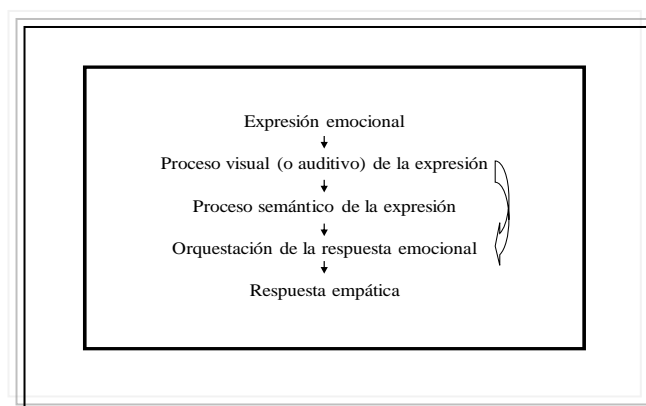 Expresión emocional
Proceso visual (o auditivo) de la expresión
Proceso semántico de la expresión
Orquestación de la respuesta emocional
Respuesta empática